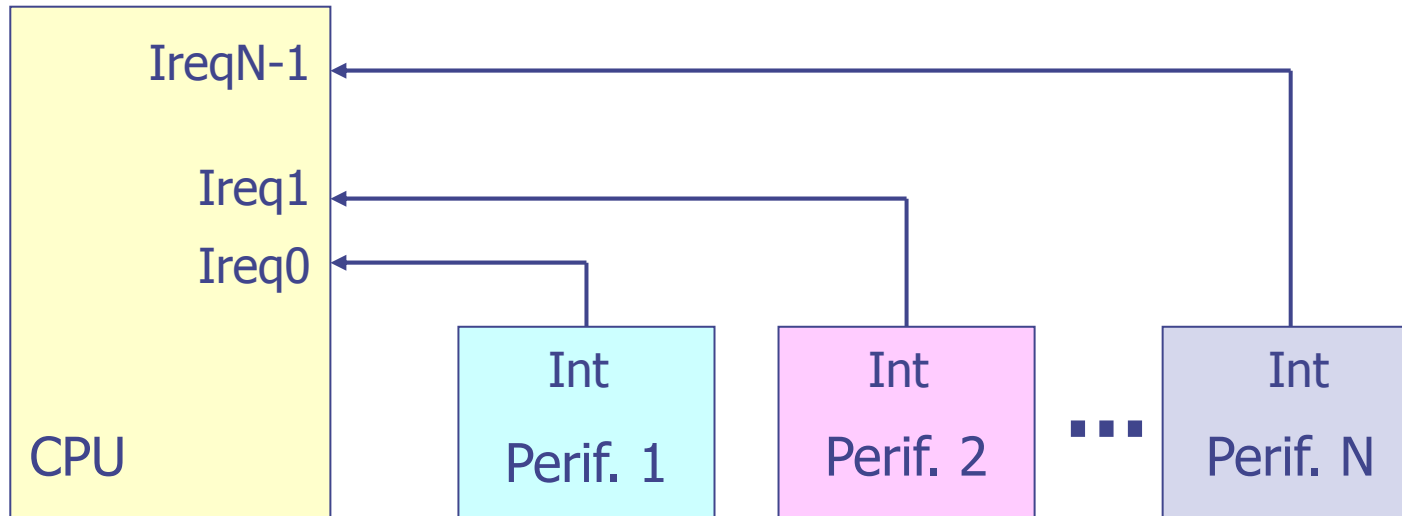 IreqN-1
Ireq1
Ireq0
CPU
Int
Perif. 1
Int
Perif. 2
...
Int
Perif. N